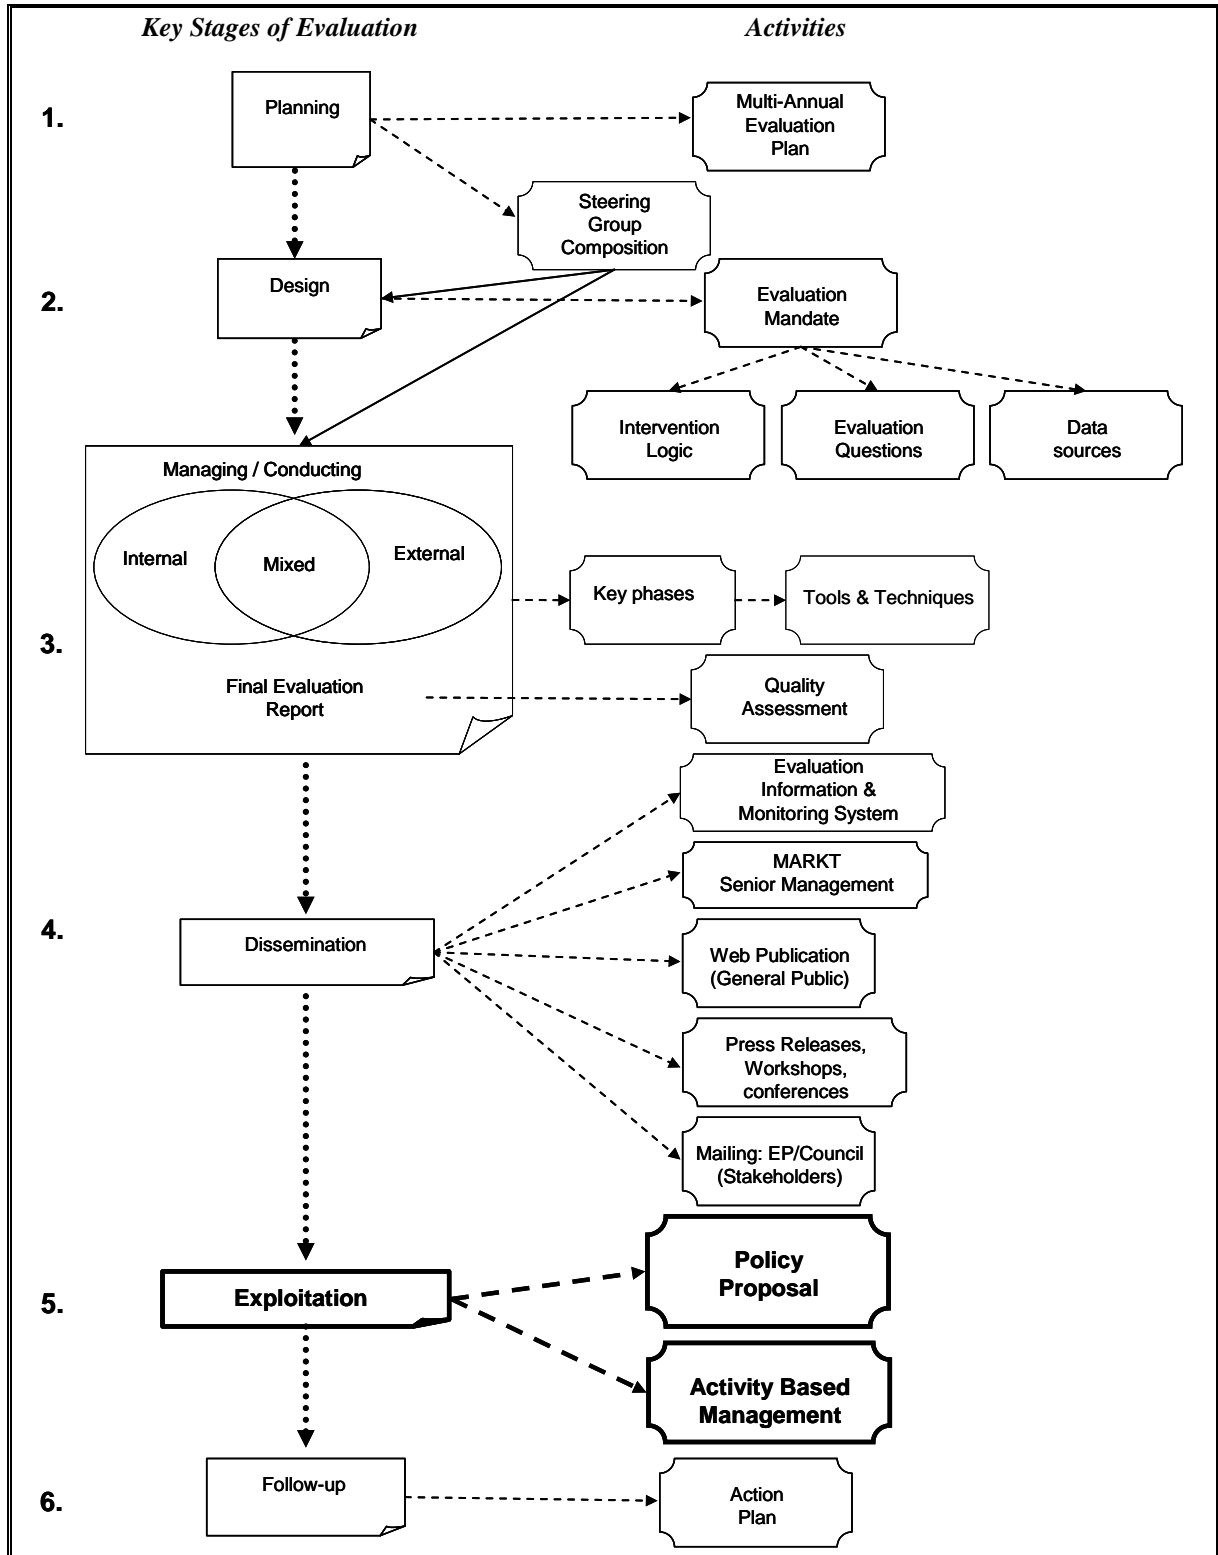 Key Stages of Evaluation
Activities
1.
Planning
Multi-Annual
Evaluation
Plan
Steering
Group
Composition
2.
Design
Evaluation
Mandate
Intervention
Logic
Evaluation
Questions
Data
sources
Managing / Conducting
Internal
Mixed
External
Key phases
Tools & Techniques
3.
Final Evaluation
Report
Quality
Assessment
Evaluation
Information &
Monitoring System
MARKT
Senior Management
4.
Dissemination
Web Publication
(General Public)
Press Releases,
Workshops,
conferences
Mailing: EP/Council
(Stakeholders)
5.
Exploitation
Policy
Proposal
Activity Based
Management
6.
Follow-up
Action
Plan